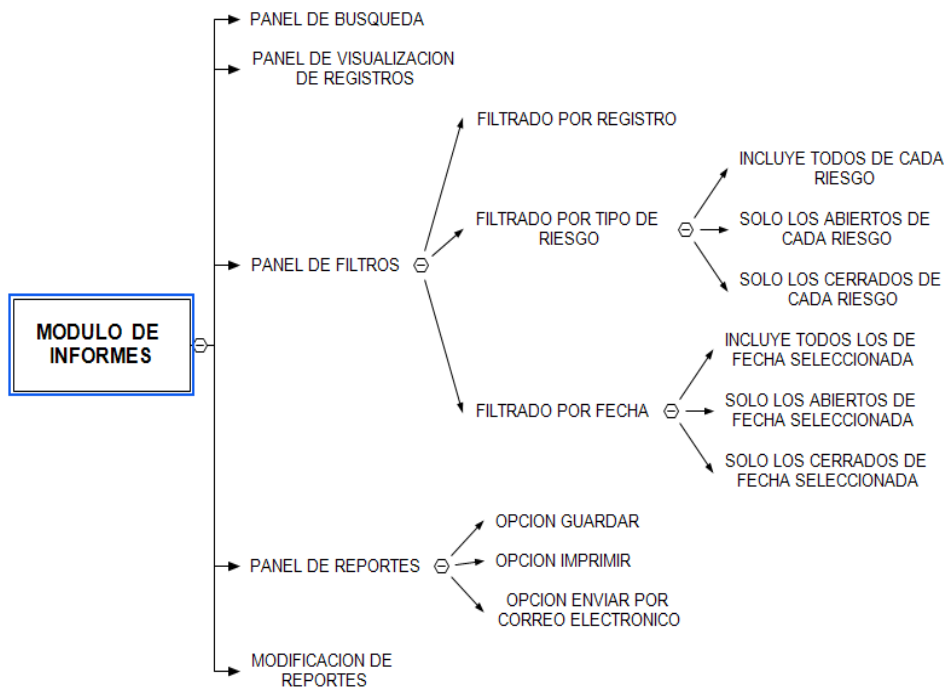 PANEL DE BUSQUEDA
PANEL DE VISUALIZACION
DE REGISTROS
FILTRADO POR REGISTRO
INCLUYE TODOS DE CADA
RIESGO
FILTRADO POR TIPO DE
RIESGO
SOLO LOS ABIERTOS DE
CADA RIESGO
SOLO LOS CERRADOS DE
CADA RIESGO
PANEL DE FILTROS
MODULO DE
INFORMES
INCLUYE TODOS LOS DE
FECHA SELECCIONADA
FILTRADO POR FECHA
SOLO LOS ABIERTOS DE
FECHA SELECCIONADA
SOLO LOS CERRADOS DE
FECHA SELECCIONADA
OPCION GUARDAR
PANEL DE REPORTES
OPCION IMPRIMIR
OPCION ENVIAR POR
CORREO ELECTRONICO
MODIFICACION DE
REPORTES